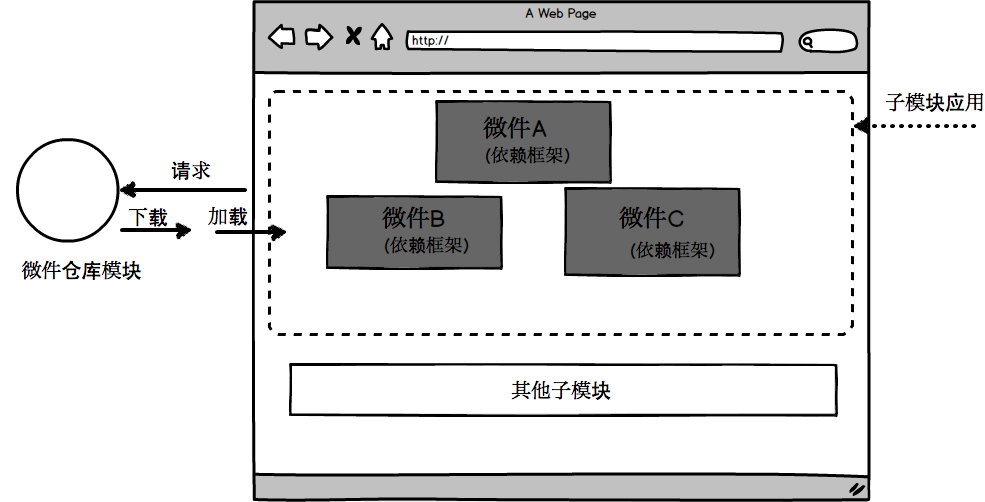 A Web Page
http://
子模块应用
微件A
(依赖框架)
请求
下载
加载
微件B
(依赖框架)
微件C
(依赖框架)
微件仓库模块
其他子模块